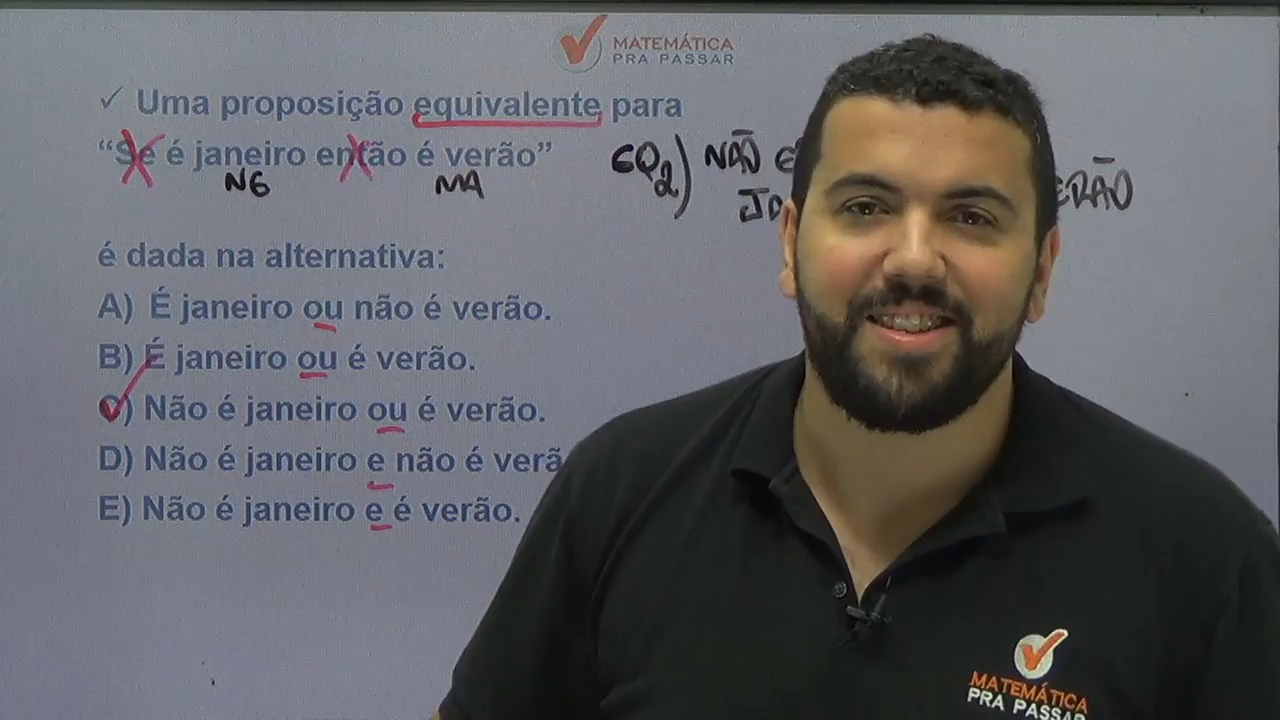 MATEMÁTICA
PRA PASSAR
✓ Uma proposição equivalente para
“Se é janeiro então é verão”
NG MA
EQ2) NÃO
é dada na alternativa:
A) É janeiro ou não é verão.
B) É janeiro ou é verão.
C) Não é janeiro ou é verão.
D) Não é janeiro e não é verã
E) Não é janeiro e é verão.
MATEMÁTICA
PRA PASSAR